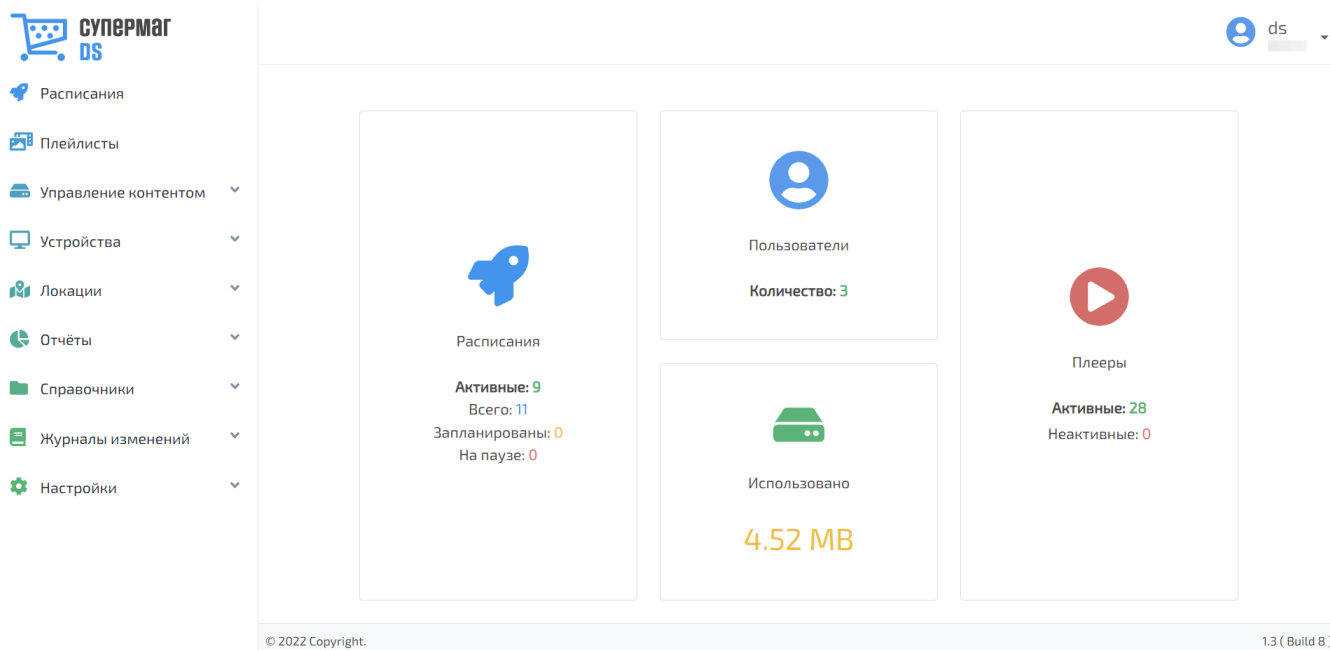 СУПЕРМАГ
DS
ds
Расписания
Плейлисты
Управление контентом
Устройства
Локации
Отчёты
Справочники
Журналы изменений
Настройки
Расписания
Активные: 9
Всего: 11
Запланированы: 0
На паузе: 0
Пользователи
Количество: 3
Использовано
4.52 MB
Плееры
Активные: 28
Неактивные: 0
© 2022 Copyright.
1.3 ( Build 8 )